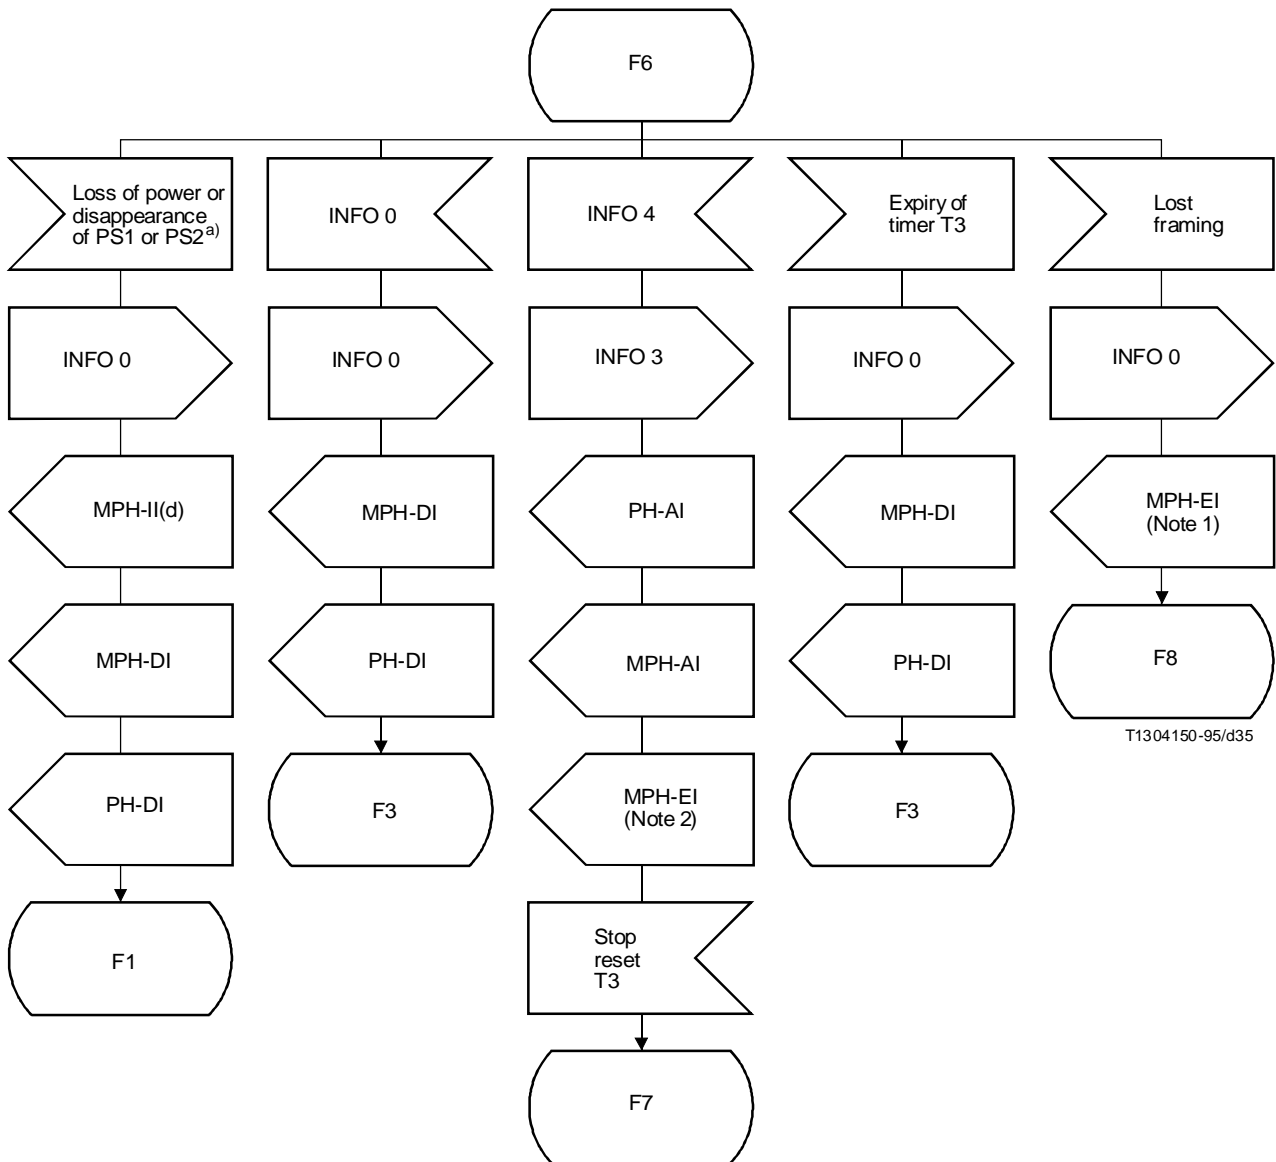 F6
Loss of power or
disappearance
of PS1 or PS2a)
INFO 0
INFO 4
Expiry of
timer T3
Lost
framing
INFO 0
INFO 0
INFO 3
INFO 0
INFO 0
MPH-II(d)
MPH-DI
PH-AI
MPH-DI
MPH-EI
(Note 1)
MPH-DI
PH-DI
MPH-AI
PH-DI
F8
T1304150-95/d35
PH-DI
F3
MPH-EI
(Note 2)
F3
F1
Stop
reset
T3
F7